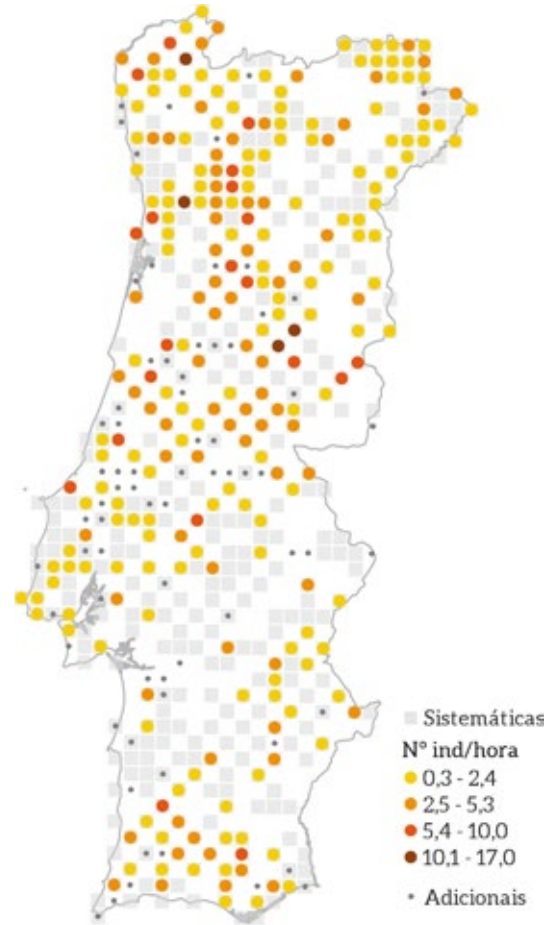 Sistemáticas
N° ind/hora
0,3 - 2,4
2,5 - 5,3
5,4 - 10,0
10,1 - 17,0
Adicionais